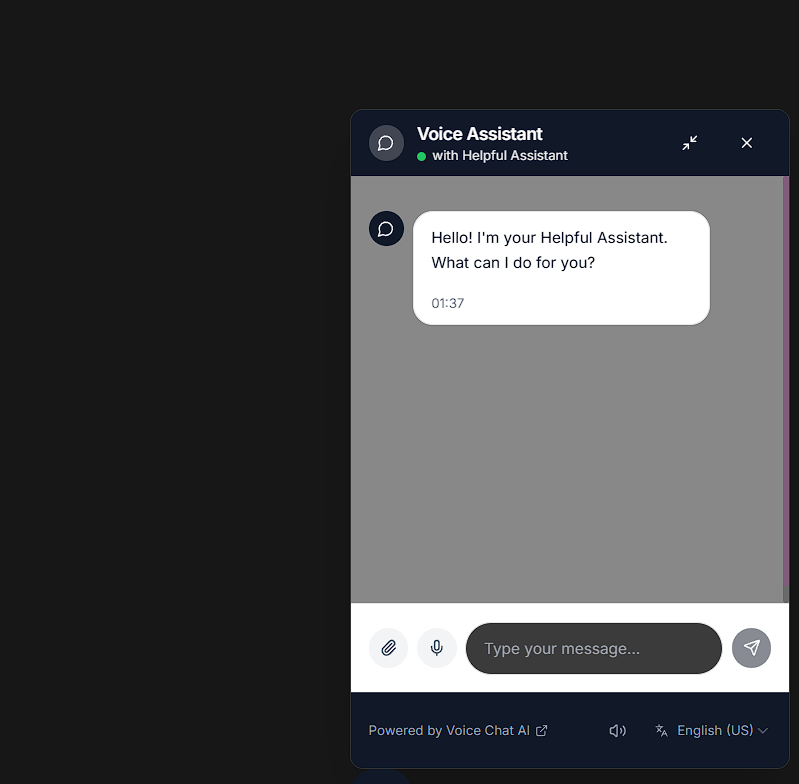 Voice Assistant
with Helpful Assistant
Hello! I'm your Helpful Assistant.
What can I do for you?
01:37
Type your message...
Powered by Voice Chat AI
English (US)